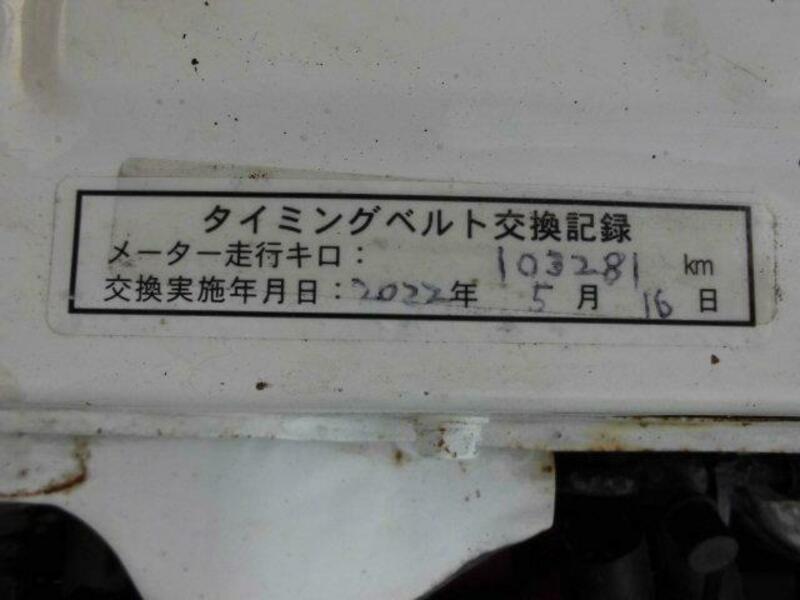 タイミングベルト交換記録
メーター走行キロ： 103281 km
交換実施年月日：2022年 5月 16日